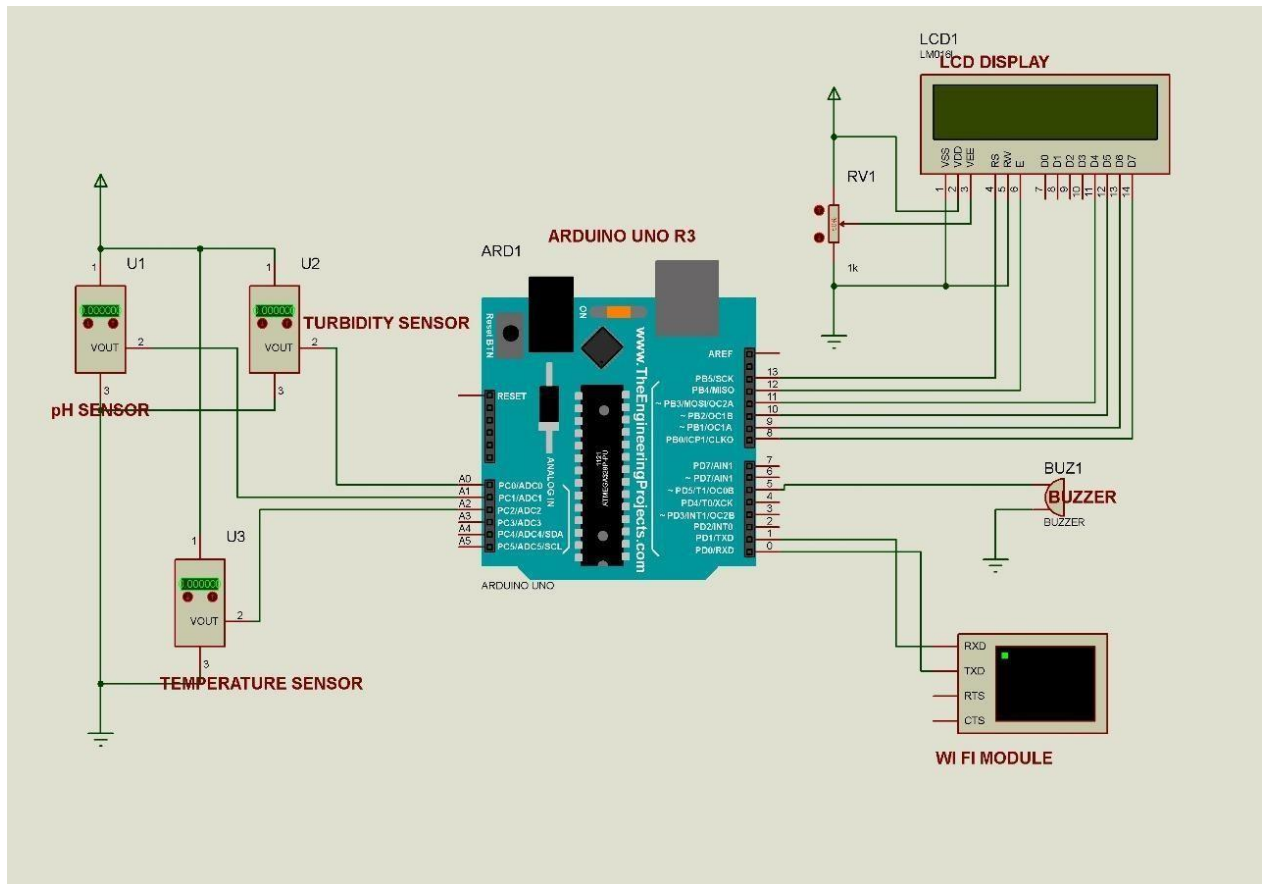 LCD1
LM016L
LCD DISPLAY
VSS
VDD
VEE
RS
RW
E
D0
D1
D2
D3
D4
D5
D6
D7
1
2
3
4
5
6
7
8
9
10
11
12
13
14
RV1
1k
ARDUINO UNO R3
ARD1
U1
1
VOUT
2
3
pH SENSOR
U2
1
TURBIDITY SENSOR
VOUT
2
3
U3
1
VOUT
2
3
TEMPERATURE SENSOR
Reset BTN
ON
www.TheEngineeringProjects.com
RESET
ANALOG IN
A0 PC0/ADC0
A1 PC1/ADC1
A2 PC2/ADC2
A3 PC3/ADC3
A4 PC4/ADC4/SDA
A5 PC5/ADC5/SCL
1121
AREF
PB5/SCK 13
PB4/MISO 12
~ PB3/MOSI/OC2A 11
~ PB2/OC1B 10
~ PB1/OC1A 9
PB0/ICP1/CLKO 8
PD7/AIN1 7
~ PD7/AIN1 6
~ PD5/T1/OC0B 5
PD4/T0/XCK 4
~ PD3/INT1/OC2B 3
PD2/INT0 2
PD1/TXD 1
PD0/RXD 0
ARDUINO UNO
BUZ1
BUZZER
BUZZER
RXD
TXD
RTS
CTS
WI FI MODULE